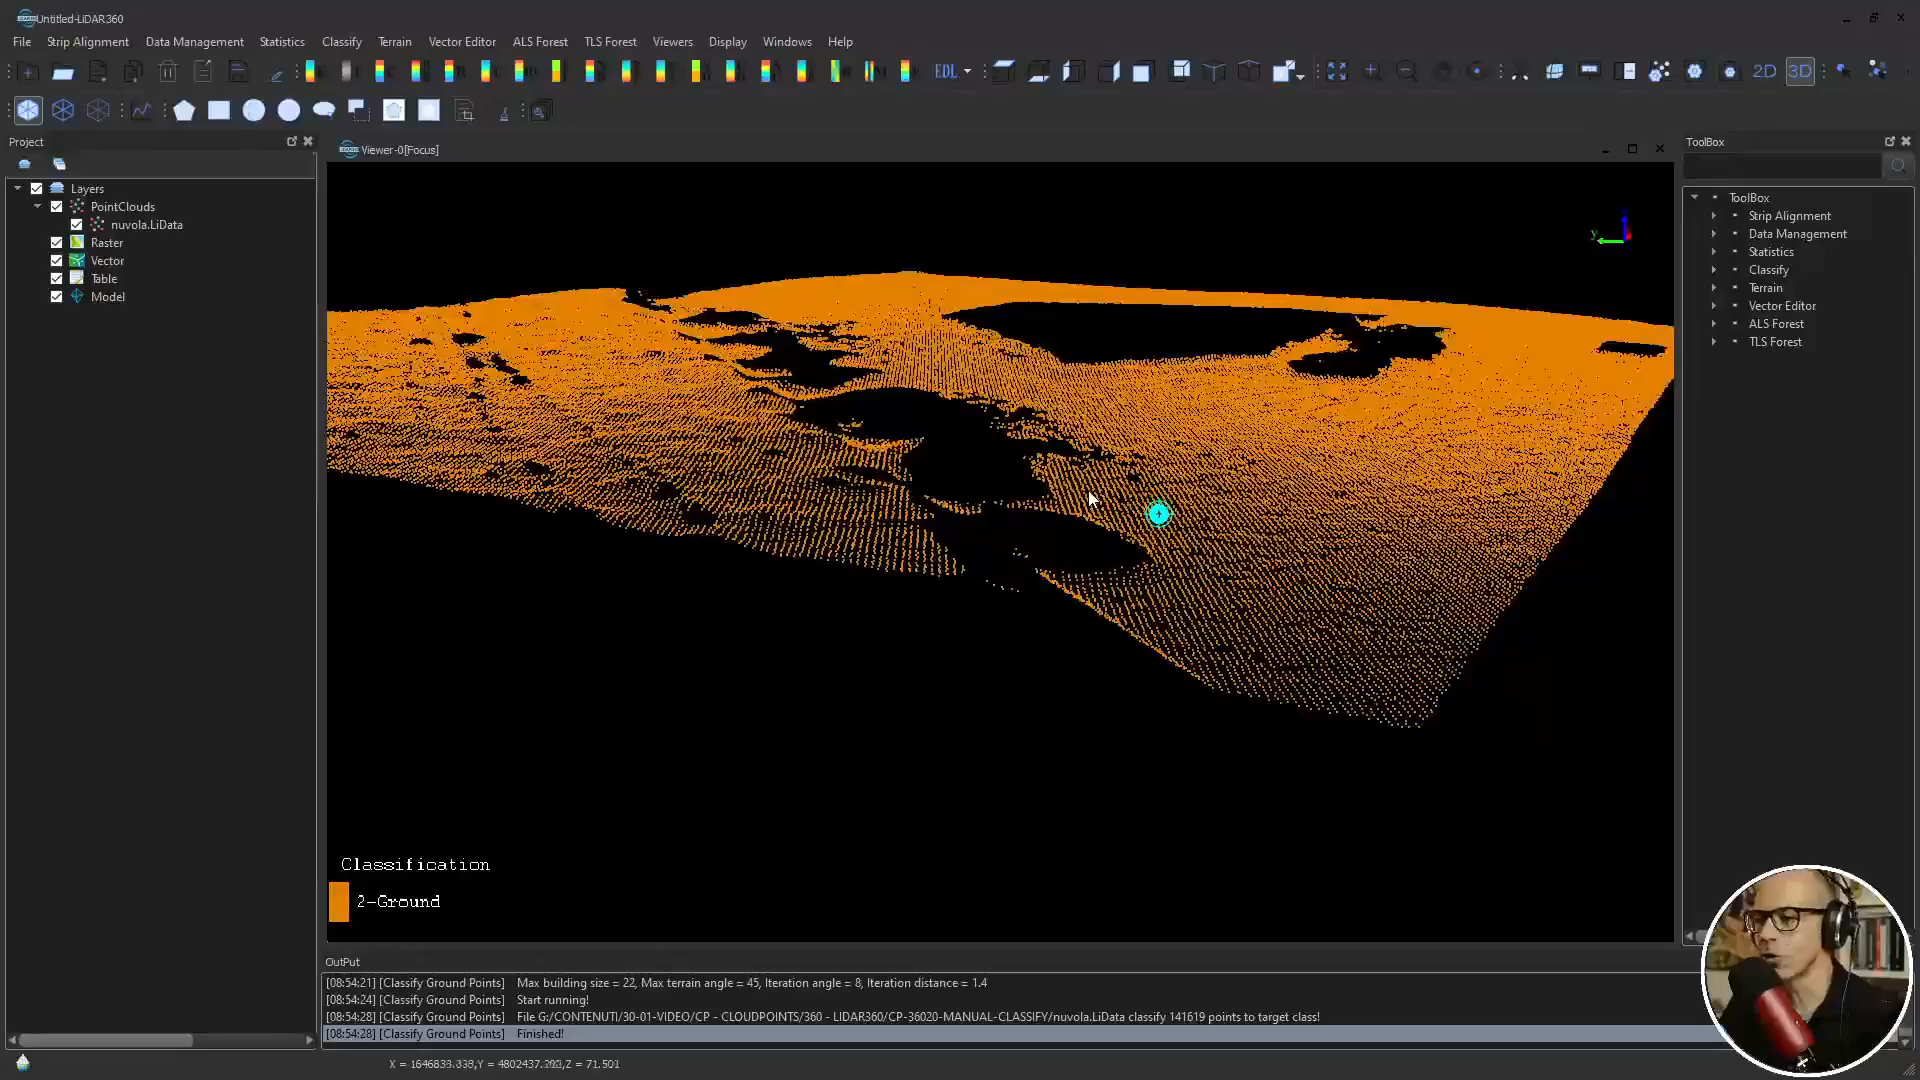 Untitled-LiDAR360
File Strip Alignment Data Management Statistics Classify Terrain Vector Editor ALS Forest TLS Forest Viewers Display Windows Help
EDL 2D 3D
Project
Viewer-0[Focus]
ToolBox
Layers
PointClouds
nuvola.LiData
Raster
Vector
Table
Model
ToolBox
Strip Alignment
Data Management
Statistics
Classify
Terrain
Vector Editor
ALS Forest
TLS Forest
y
Classification
2-Ground
OutPut
[08:54:21] [Classify Ground Points] Max building size = 22, Max terrain angle = 45, Iteration angle = 8, Iteration distance = 1.4
[08:54:24] [Classify Ground Points] Start running!
[08:54:28] [Classify Ground Points] File G:/CONTENUTI/30-01-VIDEO/CP - CLOUDPOINTS/360 - LIDAR360/CP-36020-MANUAL-CLASSIFY/nuvola.LiData classify 141619 points to target class!
[08:54:28] [Classify Ground Points] Finished!